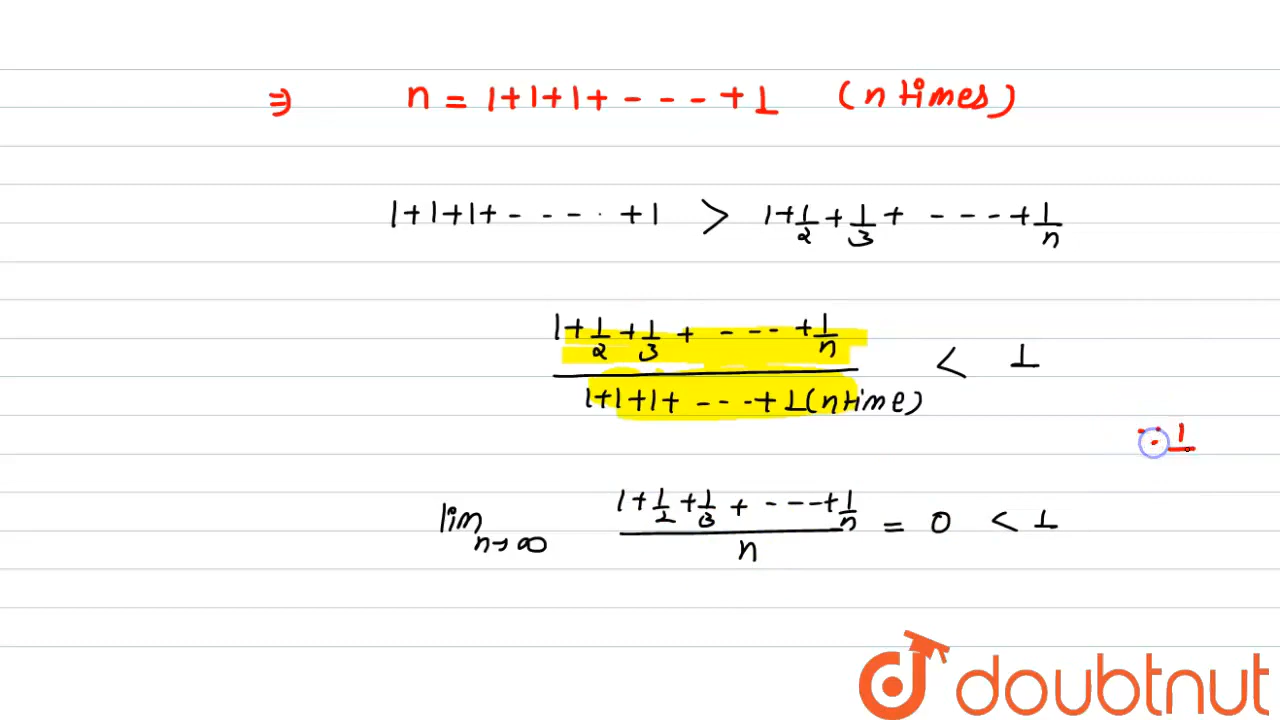 ⇒ n = 1+1+1+ - - - - +1 (n times)
1+1+1+ - - - - +1 > 1+1/2+1/3+ - - - - +1/n
(1+1/2+1/3+ - - - +1/n)/(1+1+1+ - - - +1(n time)) < 1
∵ 1
lim n→∞ (1+1/2+1/3+ - - - +1/n)/n = 0 < 1
doubtnut